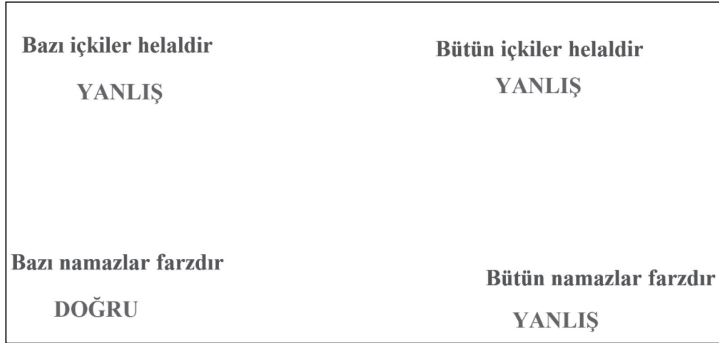 Bazı içkiler helaldir
YANLIŞ
Bütün içkiler helaldir
YANLIŞ
Bazı namazlar farzdır
DOĞRU
Bütün namazlar farzdır
YANLIŞ